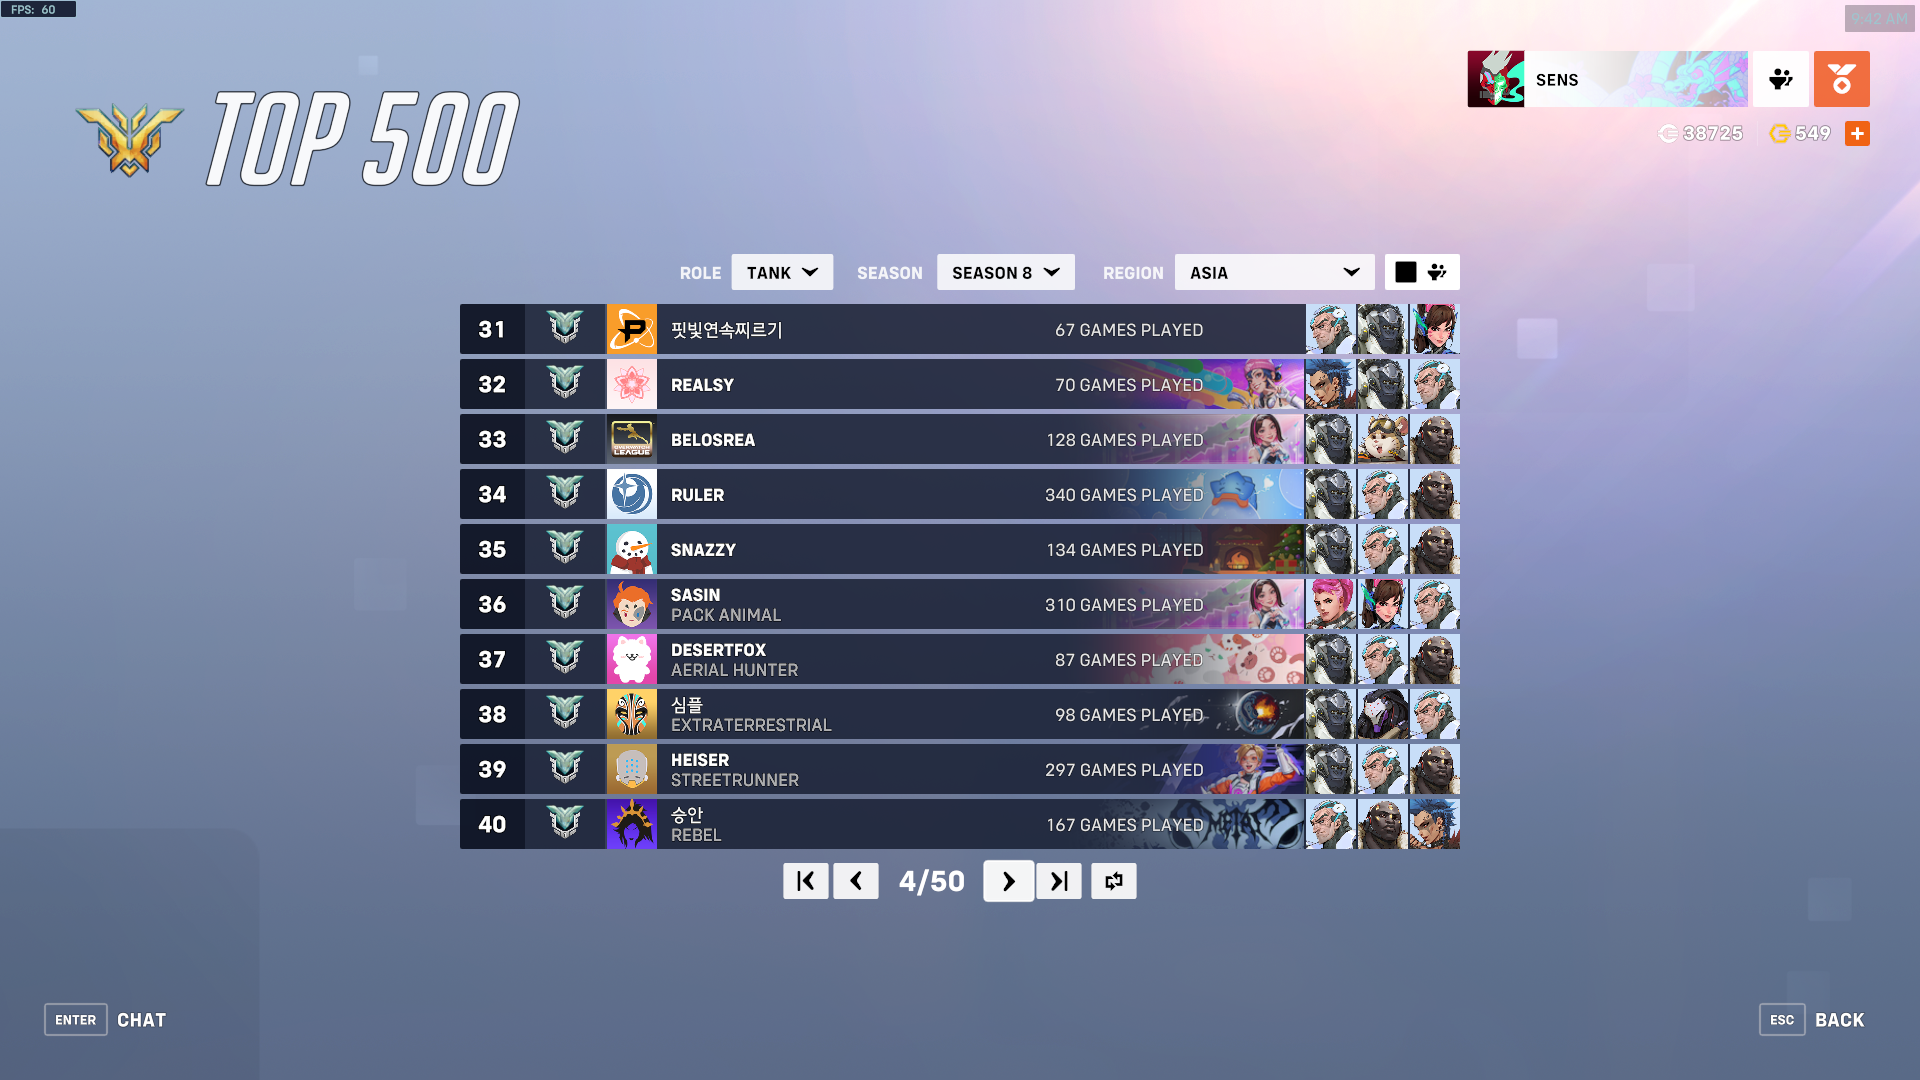 FPS: 60
9:42 AM
TOP 500
SENS
38725 549
ROLE TANK SEASON SEASON 8 REGION ASIA
31 핏빛연속찌르기 67 GAMES PLAYED
32 REALSY 70 GAMES PLAYED
33 BELOSREA 128 GAMES PLAYED
34 RULER 340 GAMES PLAYED
35 SNAZZY 134 GAMES PLAYED
36 SASIN 310 GAMES PLAYED
PACK ANIMAL
37 DESERTFOX 87 GAMES PLAYED
AERIAL HUNTER
38 심플 98 GAMES PLAYED
EXTRATERRESTRIAL
39 HEISER 297 GAMES PLAYED
STREETRUNNER
40 승안 167 GAMES PLAYED
REBEL
4/50
ENTER CHAT
ESC BACK